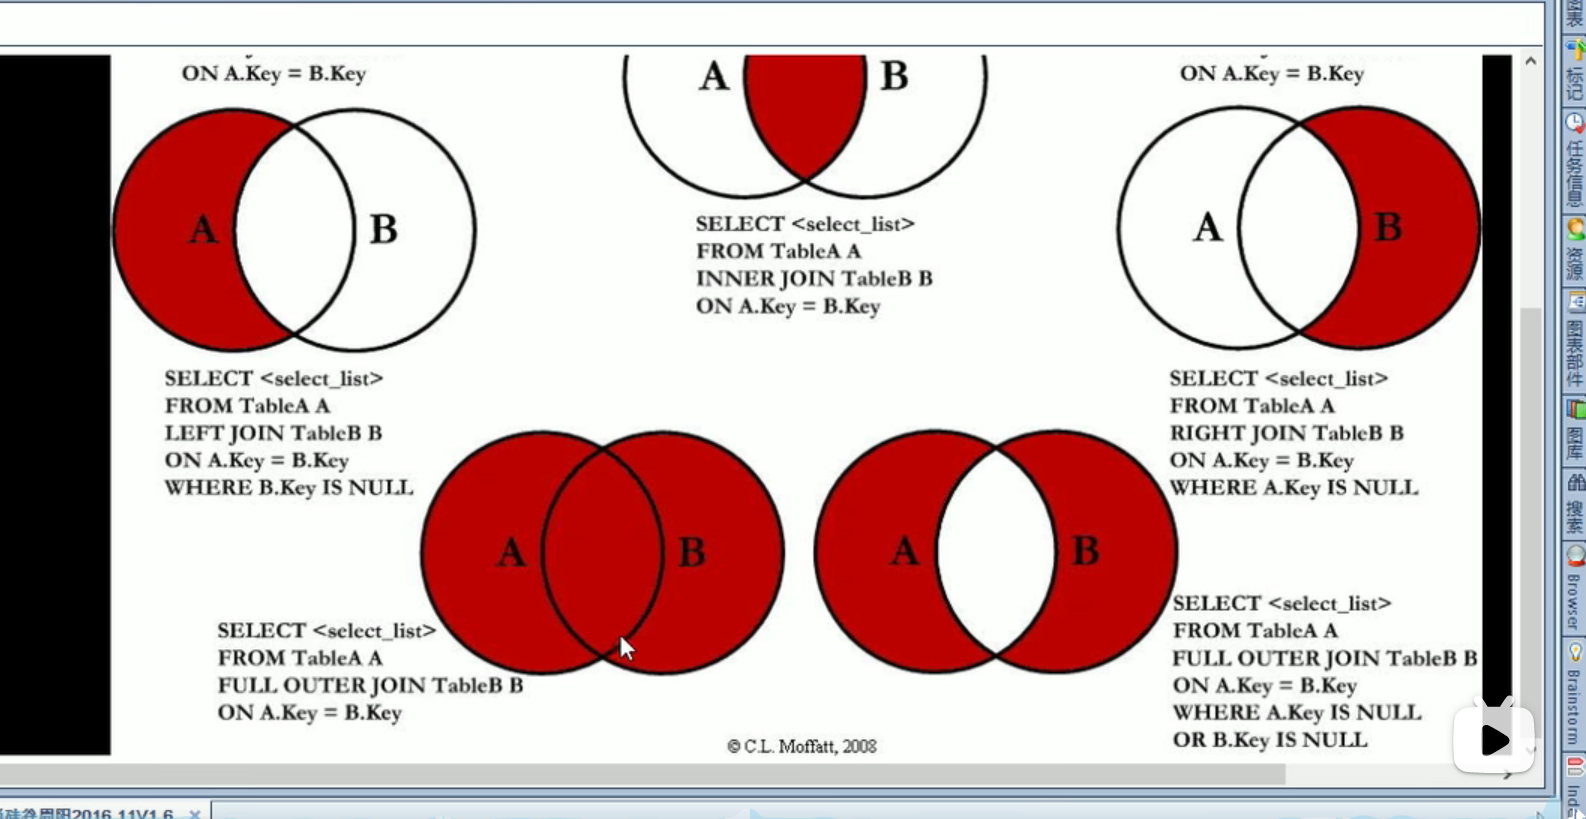 ON A.Key = B.Key
A B
ON A.Key = B.Key
A B
A B
SELECT <select_list>
FROM TableA A
INNER JOIN TableB B
ON A.Key = B.Key
SELECT <select_list>
FROM TableA A
LEFT JOIN TableB B
ON A.Key = B.Key
WHERE B.Key IS NULL
SELECT <select_list>
FROM TableA A
RIGHT JOIN TableB B
ON A.Key = B.Key
WHERE A.Key IS NULL
A B
A B
SELECT <select_list>
FROM TableA A
FULL OUTER JOIN TableB B
ON A.Key = B.Key
SELECT <select_list>
FROM TableA A
FULL OUTER JOIN TableB B
ON A.Key = B.Key
WHERE A.Key IS NULL
OR B.Key IS NULL
© C.L. Moffatt, 2008
图表
标记
任务信息
资源
图表部件
图库
搜索
Browser
Brainstorm
2016.11V1.6